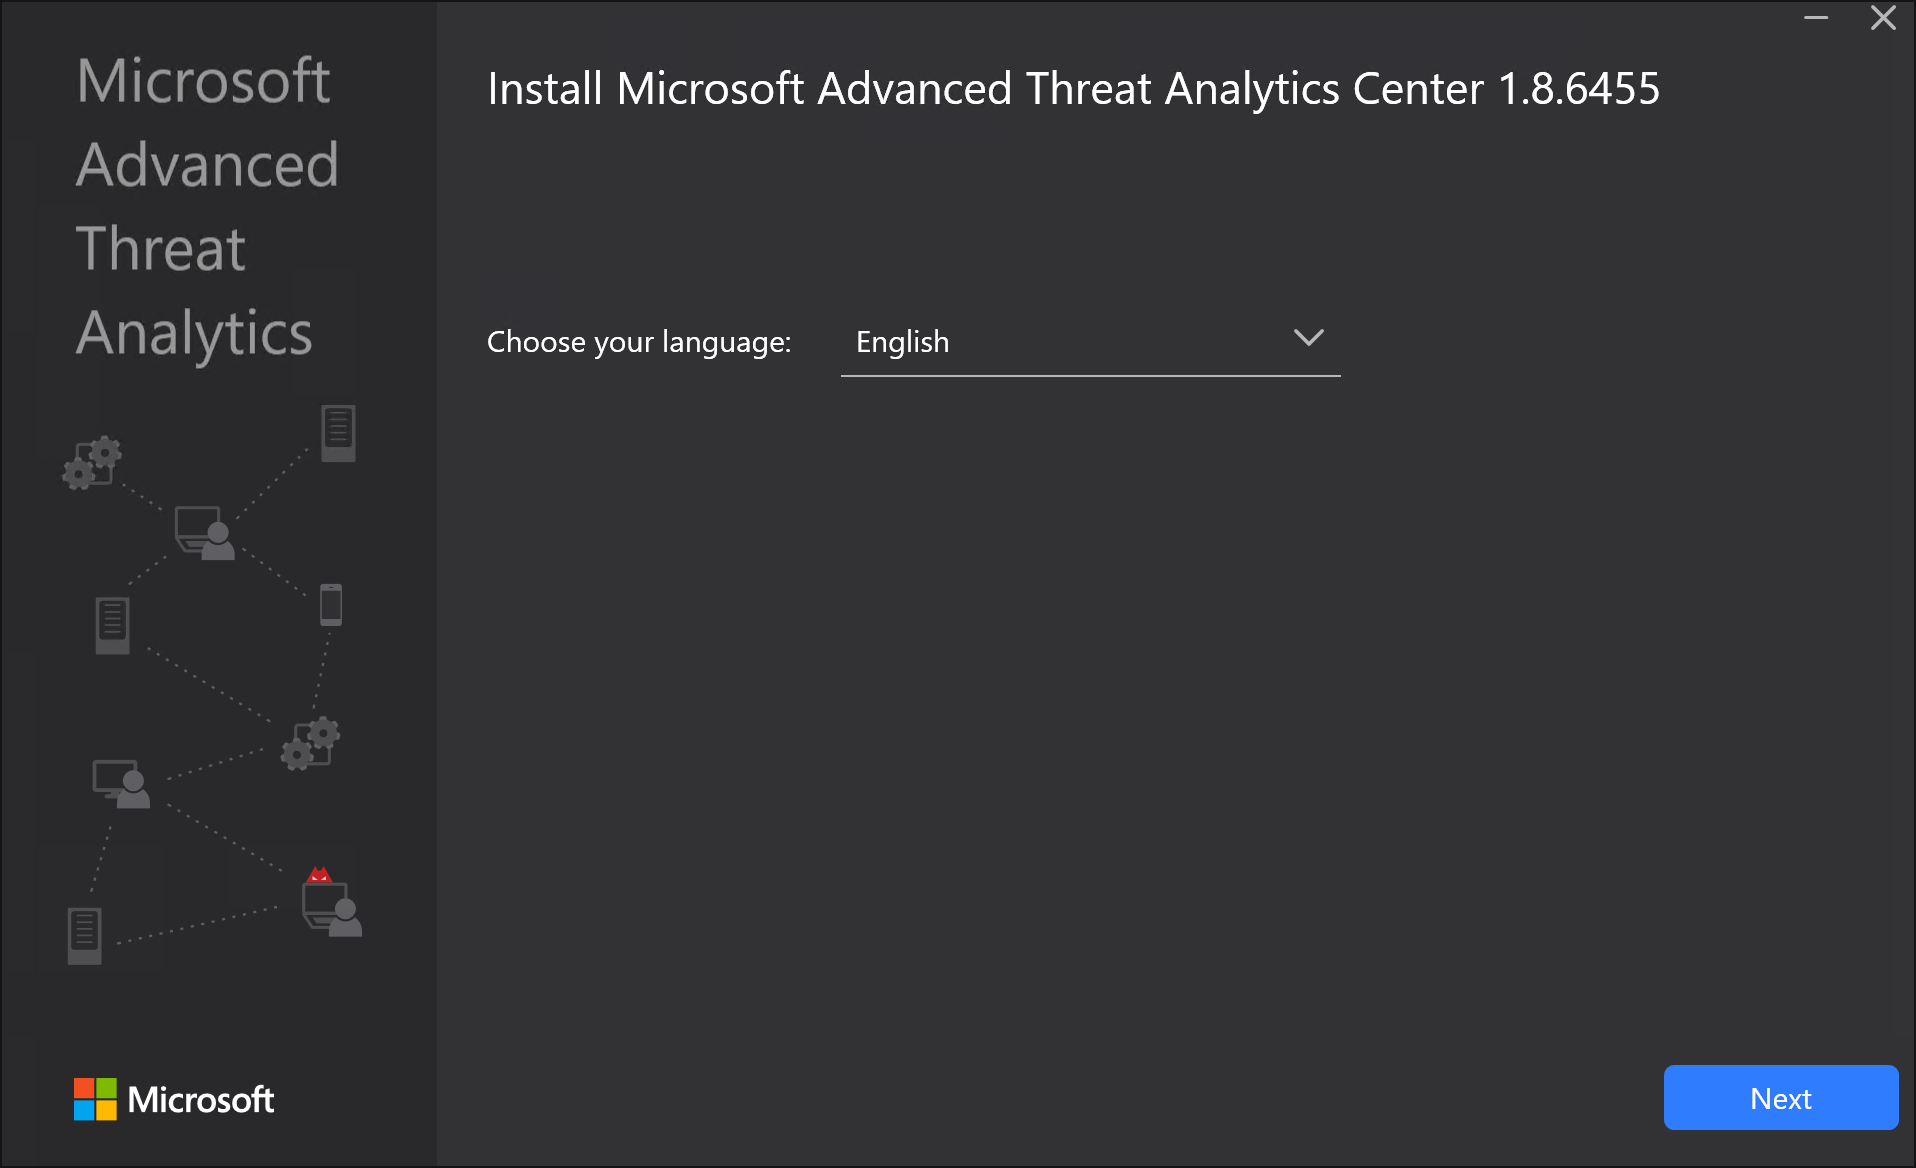 Microsoft
Advanced
Threat
Analytics
Install Microsoft Advanced Threat Analytics Center 1.8.6455
Choose your language: English
Microsoft
Next